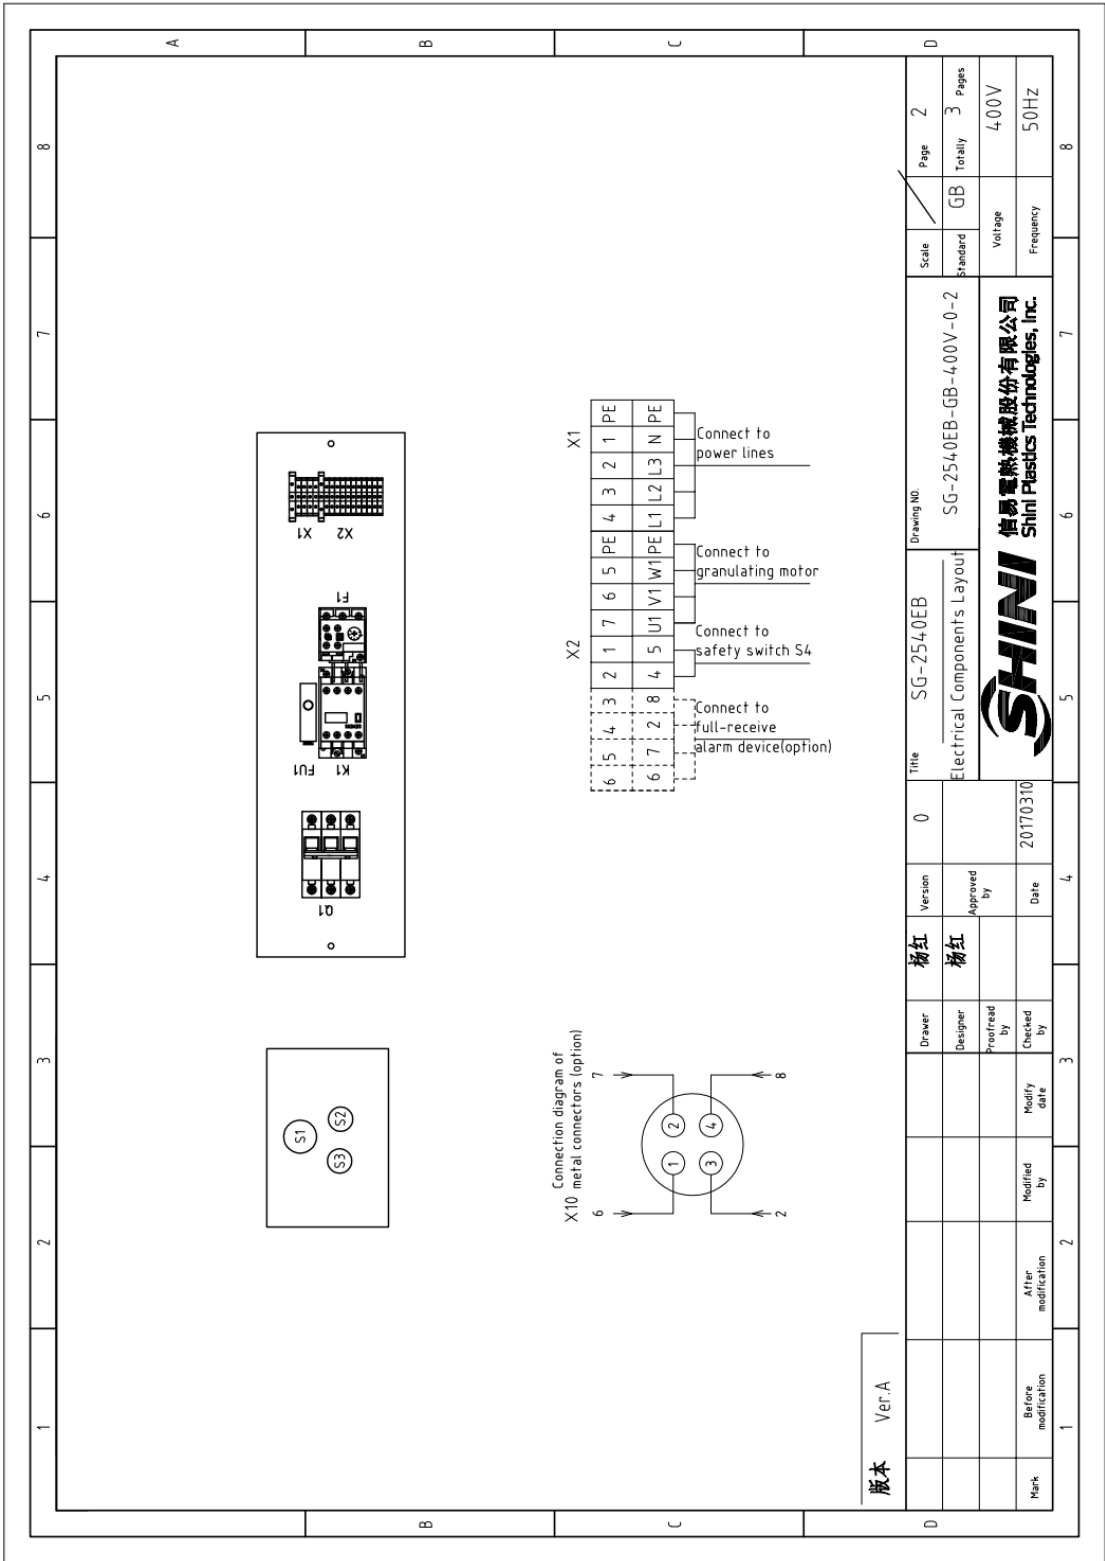 1 2 3 4 5 6 7 8
A
B
C
D
B
C
D
S1
S3 S2
Q1
FU1
K1
F1
X1
X2
Connection diagram of
X10 metal connectors (option)
6 7
1 2
3 4
2 8
X2 X1
6 5 4 3 2 1 7 6 5 PE 4 3 2 1 PE
6 7 2 8 4 5 U1 V1 W1 PE L1 L2 L3 N PE
Connect to
full-receive
alarm device(option)
Connect to
safety switch S4
Connect to
granulating motor
Connect to
power lines
版本 Ver.A
Mark
Before
modification
After
modification
Modified
by
Modify
date
Drawer 杨红
Designer 杨红
Proofread
by
Checked
by
Version 0
Approved
by
Date 20170310
Title SG-2540EB
Electrical Components Layout
Drawing NO.
SG-2540EB-GB-400V-0-2
SHINI
信易電熱機械股份有限公司
Shini Plastics Technologies, Inc.
Scale Page 2
Standard GB Totally 3 Pages
Voltage 400V
Frequency 50Hz
1 2 3 4 5 6 7 8